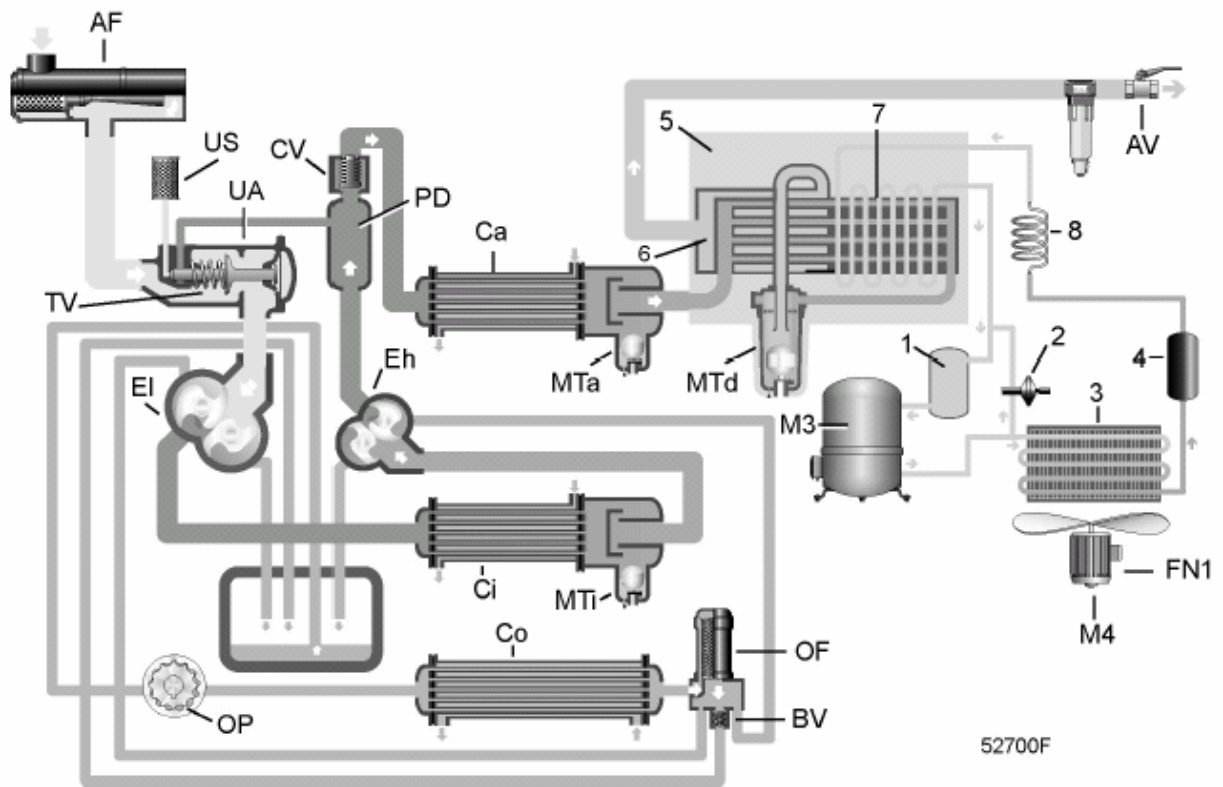 AF
US
CV
UA
PD
TV
Ca
5
7
6
AV
8
MTa
MTd
1
2
4
3
M3
El
Eh
Ci
MTi
FN1
M4
Co
OF
OP
BV
52700F